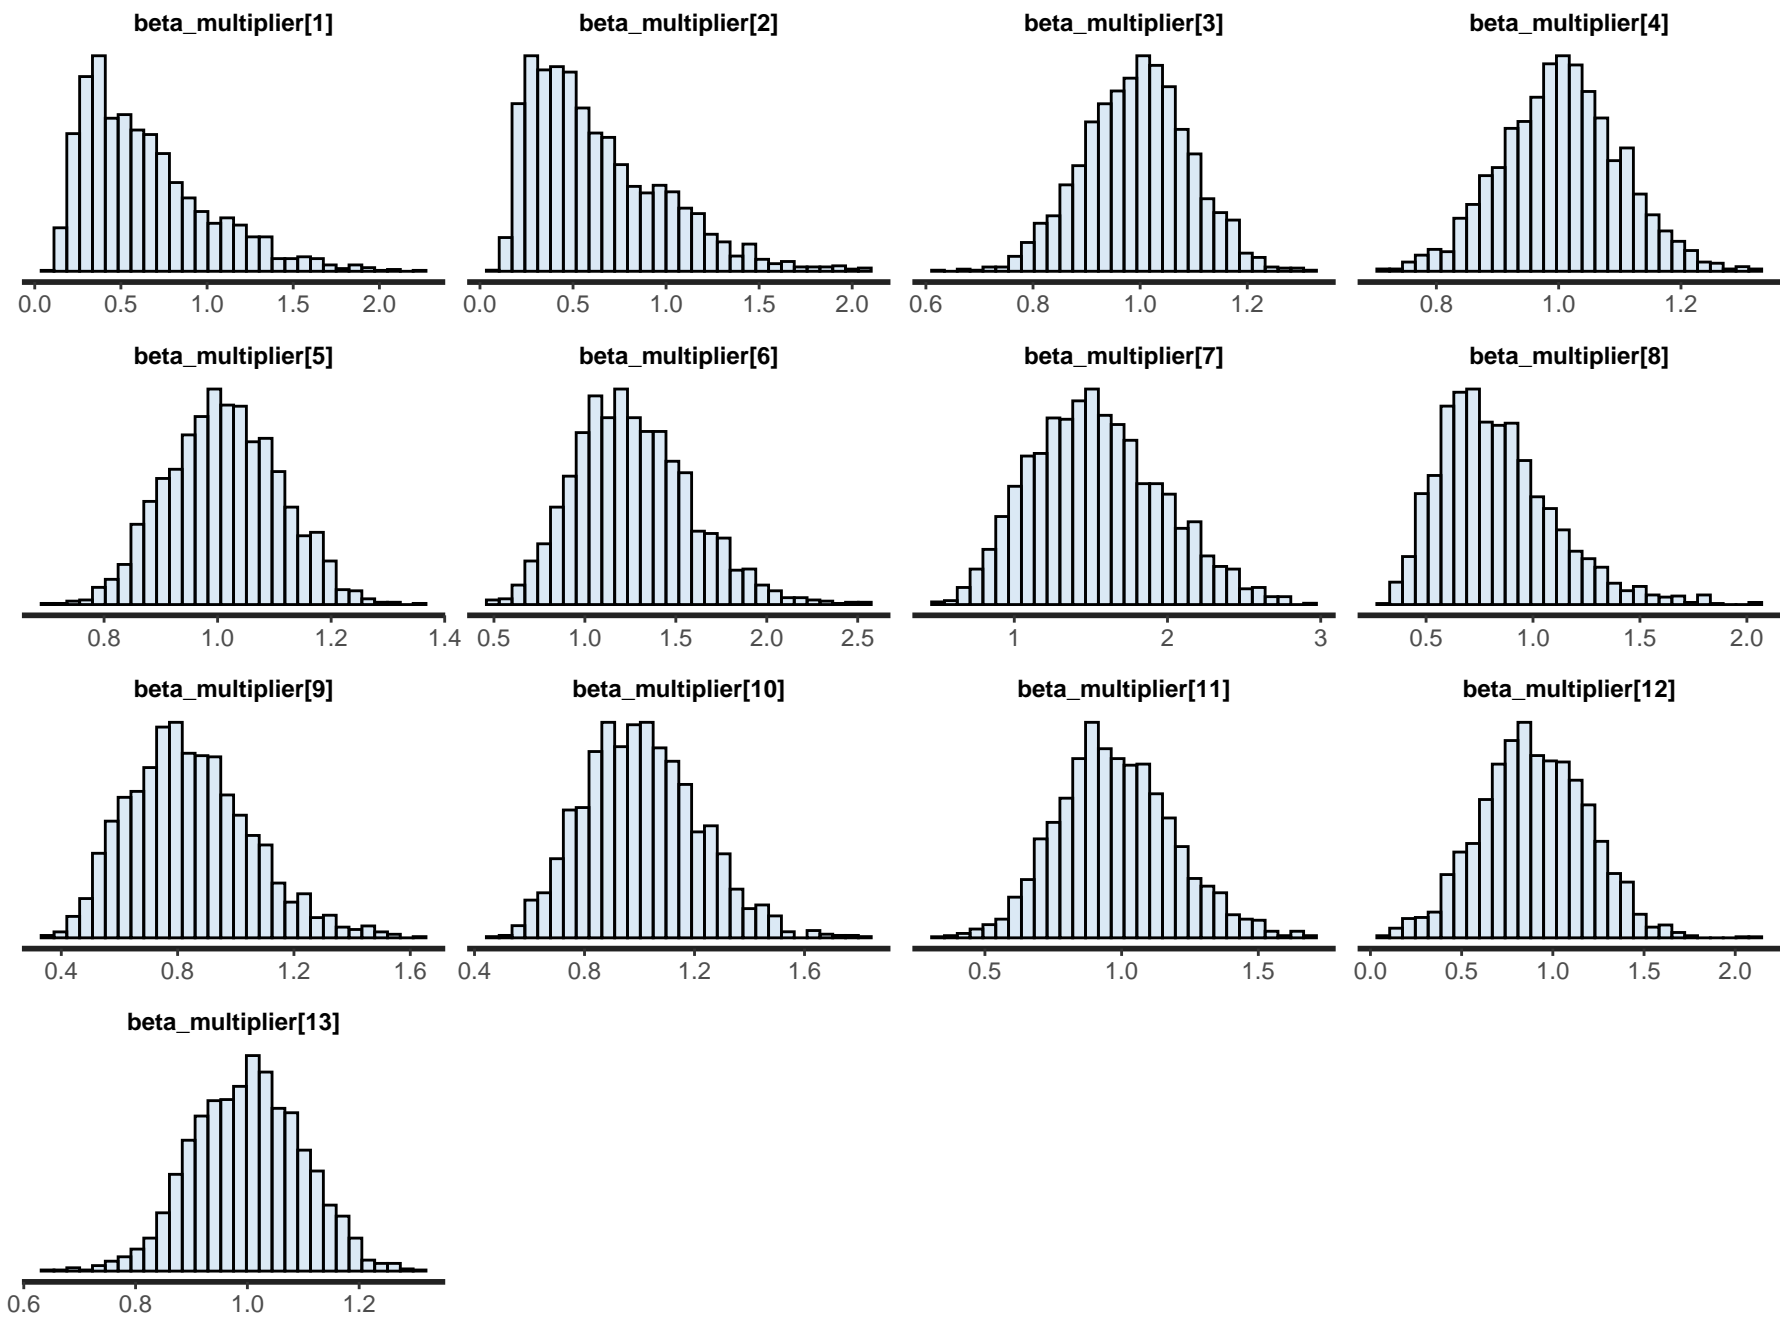 beta_multiplier[1] beta_multiplier[2] beta_multiplier[3] beta_multiplier[4]
0.0 0.5 1.0 1.5 2.0 0.0 0.5 1.0 1.5 2.0 0.6 0.8 1.0 1.2 0.8 1.0 1.2
beta_multiplier[5] beta_multiplier[6] beta_multiplier[7] beta_multiplier[8]
0.8 1.0 1.2 1.4 0.5 1.0 1.5 2.0 2.5 1 2 3 0.5 1.0 1.5 2.0
beta_multiplier[9] beta_multiplier[10] beta_multiplier[11] beta_multiplier[12]
0.4 0.8 1.2 1.6 0.4 0.8 1.2 1.6 0.5 1.0 1.5 0.0 0.5 1.0 1.5 2.0
beta_multiplier[13]
0.6 0.8 1.0 1.2